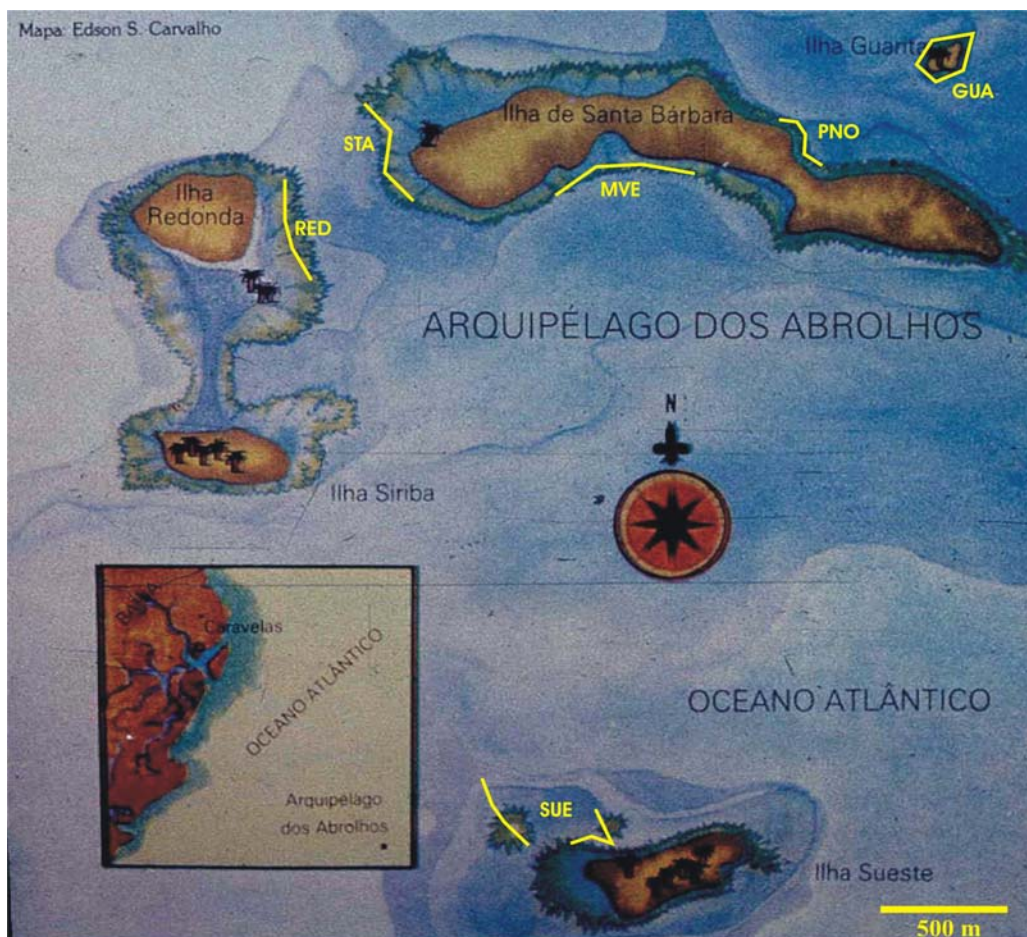 Mapa: Edson S. Carvalho
Ilha Guarita
GUA
Ilha de Santa Bárbara
PNO
STA
MVE
Ilha
Redonda
RED
ARQUIPÉLAGO DOS ABROLHOS
N
Ilha Siriba
BAHIA
Caravelas
OCEANO ATLÂNTICO
Arquipélago
dos Abrolhos
OCEANO ATLÂNTICO
SUE
Ilha Sueste
500 m